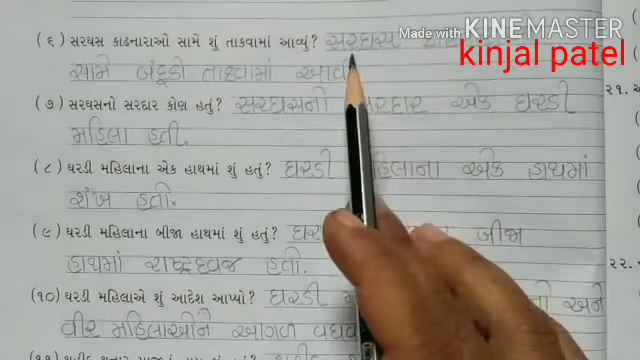 Made with KINEMASTER
kinjal patel
(૬) સરઘસ કાઢનારાઓ સામે શું તાકવામાં આવ્યું? સરઘસ
સામે બંદૂકો તાકવામાં આવી
૨૧.
(૭) સરઘસનો સરદાર કોણ હતું? સરઘસનો સરદાર એક ઘરડી
મહિલા હતી.
(૮) ઘરડી મહિલાના એક હાથમાં શું હતું? ઘરડી મહિલાના એક હાથમાં
શંખ હતો.
(૯) ઘરડી મહિલાના બીજા હાથમાં શું હતું? બીજા
હાથમાં રાષ્ટ્રધ્વજ હતો.
૨૨.
(૧૦) ઘરડી મહિલાએ શું આદેશ આપ્યો? ઘરડી અને
વીર મહિલાઓને આગળ વધવા